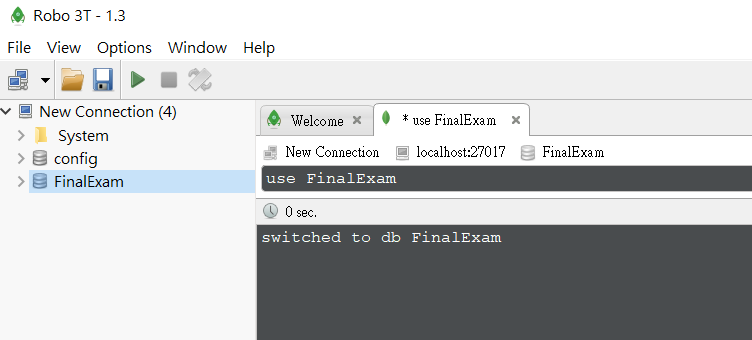 Robo 3T - 1.3
File View Options Window Help
New Connection (4)
System
config
FinalExam
Welcome
* use FinalExam
New Connection localhost:27017 FinalExam
use FinalExam
0 sec.
switched to db FinalExam